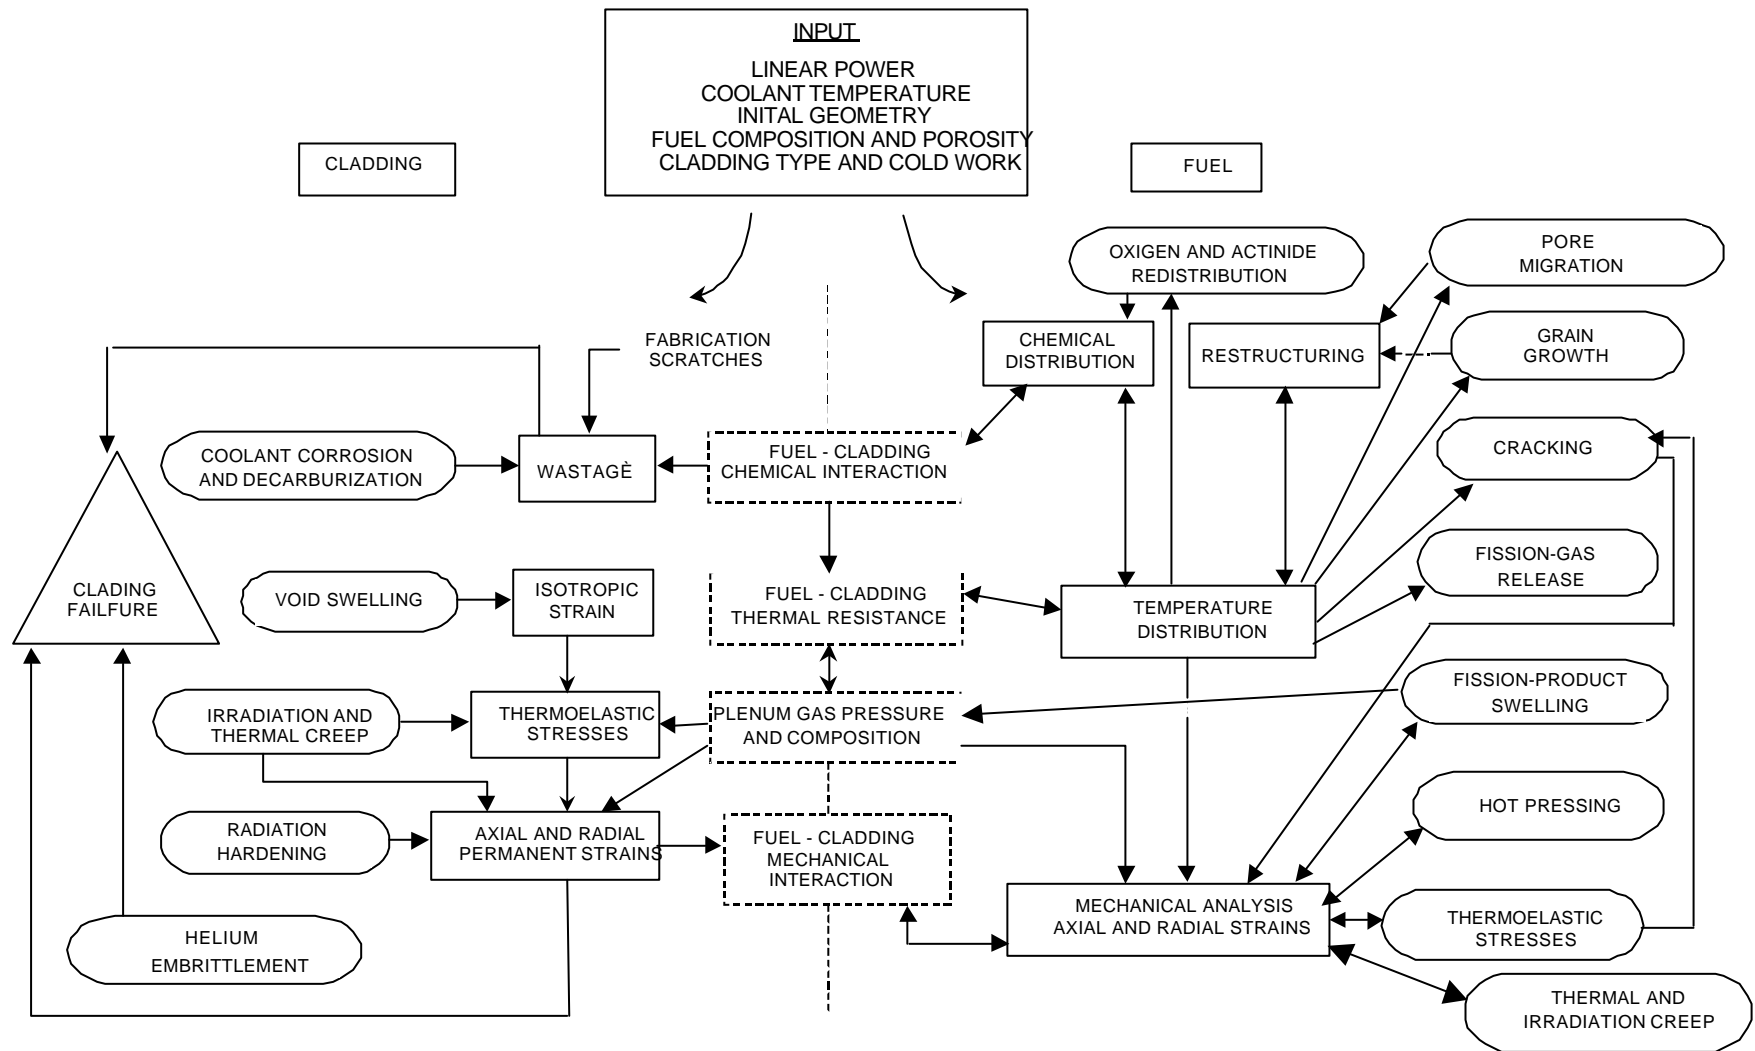 INPUT
LINEAR POWER
COOLANT TEMPERATURE
INITAL GEOMETRY
FUEL COMPOSITION AND POROSITY
CLADDING TYPE AND COLD WORK
CLADDING
FUEL
OXIGEN AND ACTINIDE
REDISTRIBUTION
PORE
MIGRATION
FABRICATION
SCRATCHES
CHEMICAL
DISTRIBUTION
RESTRUCTURING
GRAIN
GROWTH
COOLANT CORROSION
AND DECARBURIZATION
WASTAGÈ
FUEL - CLADDING
CHEMICAL INTERACTION
CRACKING
CLADING
FAILFURE
VOID SWELLING
ISOTROPIC
STRAIN
FUEL - CLADDING
THERMAL RESISTANCE
TEMPERATURE
DISTRIBUTION
FISSION-GAS
RELEASE
IRRADIATION AND
THERMAL CREEP
THERMOELASTIC
STRESSES
PLENUM GAS PRESSURE
AND COMPOSITION
FISSION-PRODUCT
SWELLING
RADIATION
HARDENING
AXIAL AND RADIAL
PERMANENT STRAINS
FUEL - CLADDING
MECHANICAL
INTERACTION
HOT PRESSING
HELIUM
EMBRITTLEMENT
MECHANICAL ANALYSIS
AXIAL AND RADIAL STRAINS
THERMOELASTIC
STRESSES
THERMAL AND
IRRADIATION CREEP